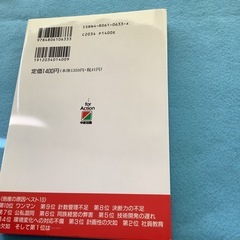 ISBN4-8061-0633-x
9784806106333
C2034 ¥1400E
1912034014009
定価1400円(本体1359円・税41円)
for
Action
《倒産の原因ベスト10》
第10位 ワンマン 第9位 計数管理不足 第8位 決断力の不足
第7位 公私混同 第6位 同族経営の弊害 第5位 技術開発の遅れ
第4位 環境変化への対応不備 第3位 計画性の欠如 第2位 社員教育
の欠如 そして第1位は……